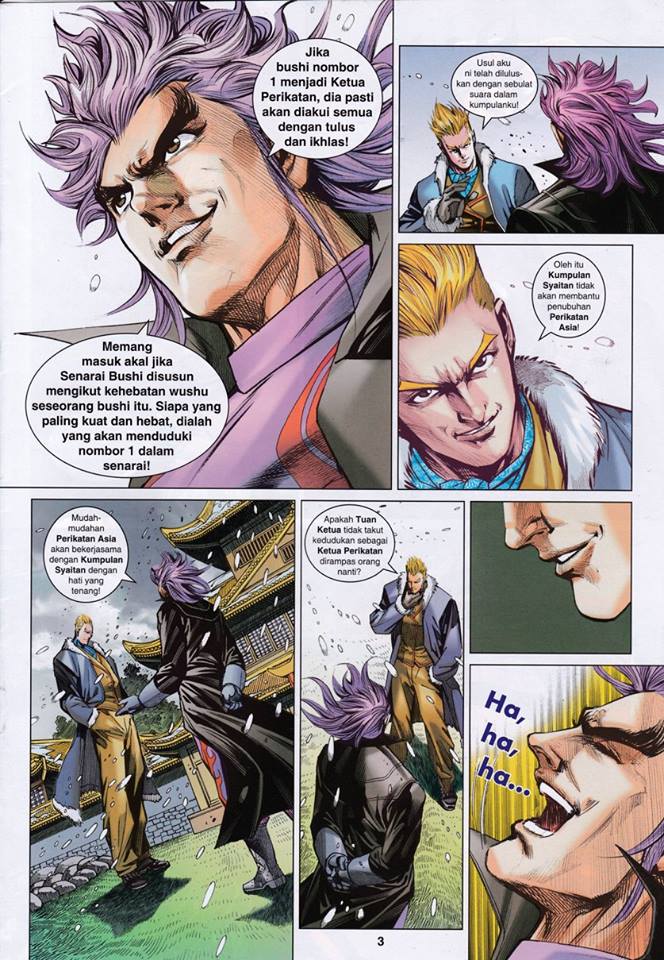 Jika
bushi nombor
1 menjadi Ketua
Perikatan, dia pasti
akan diakui semua
dengan tulus
dan ikhlas!
Memang
masuk akal jika
Senarai Bushi disusun
mengikut kehebatan wushu
seseorang bushi itu. Siapa yang
paling kuat dan hebat, dialah
yang akan menduduki
nombor 1 dalam
senarai!
Usul aku
ni telah dilulus-
kan dengan sebulat
suara dalam
kumpulanku!
Oleh itu
Kumpulan
Syaitan tidak
akan membantu
penubuhan
Perikatan
Asia!
Mudah-
mudahan
Perikatan Asia
akan bekerjasama
dengan Kumpulan
Syaitan dengan
hati yang
tenang!
Apakah Tuan
Ketua tidak takut
kedudukan sebagai
Ketua Perikatan
dirampas orang
nanti?
Ha,
ha,
ha...
3